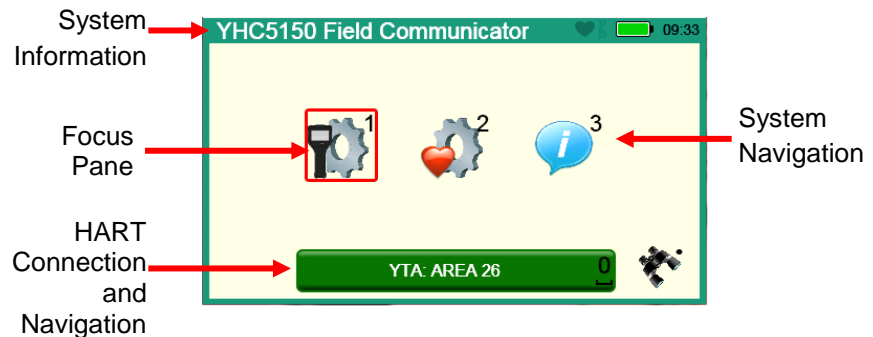 System
Information
YHC5150 Field Communicator
09:33
Focus
Pane
1
2
3
System
Navigation
HART
Connection
and
Navigation
YTA: AREA 26
0